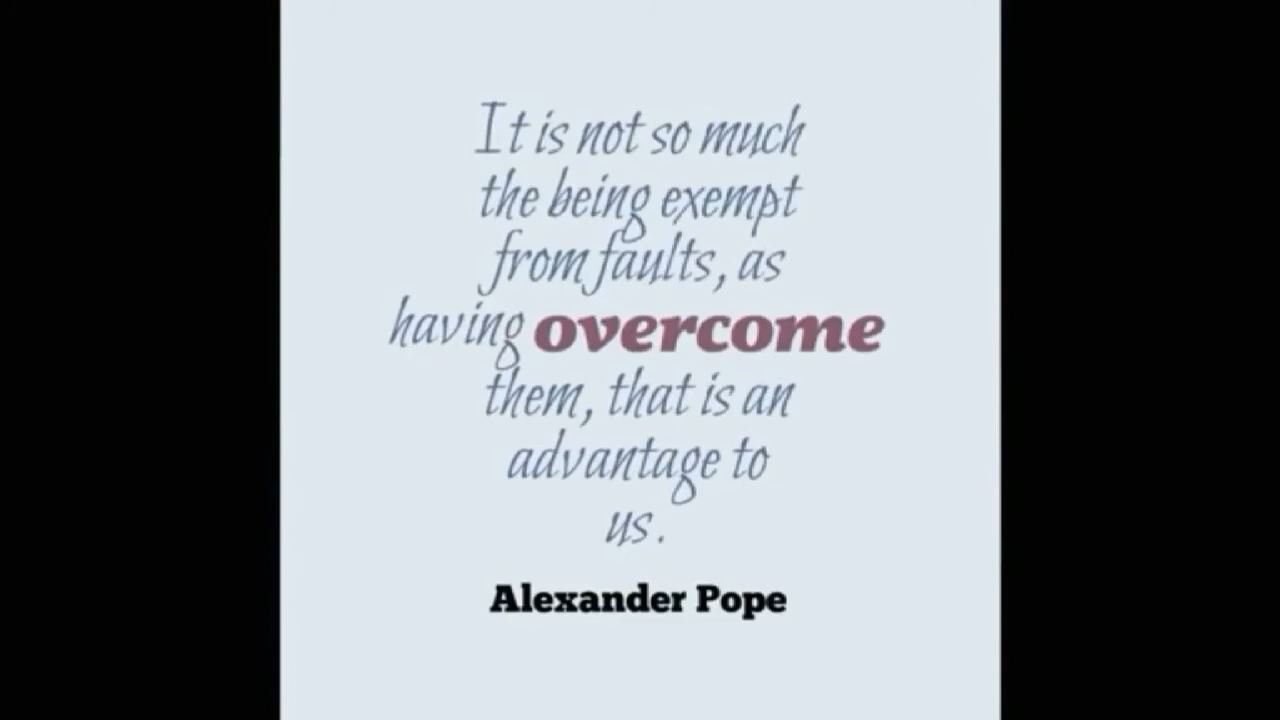 It is not so much
the being exempt
from faults, as
having overcome
them, that is an
advantage to
us.
Alexander Pope